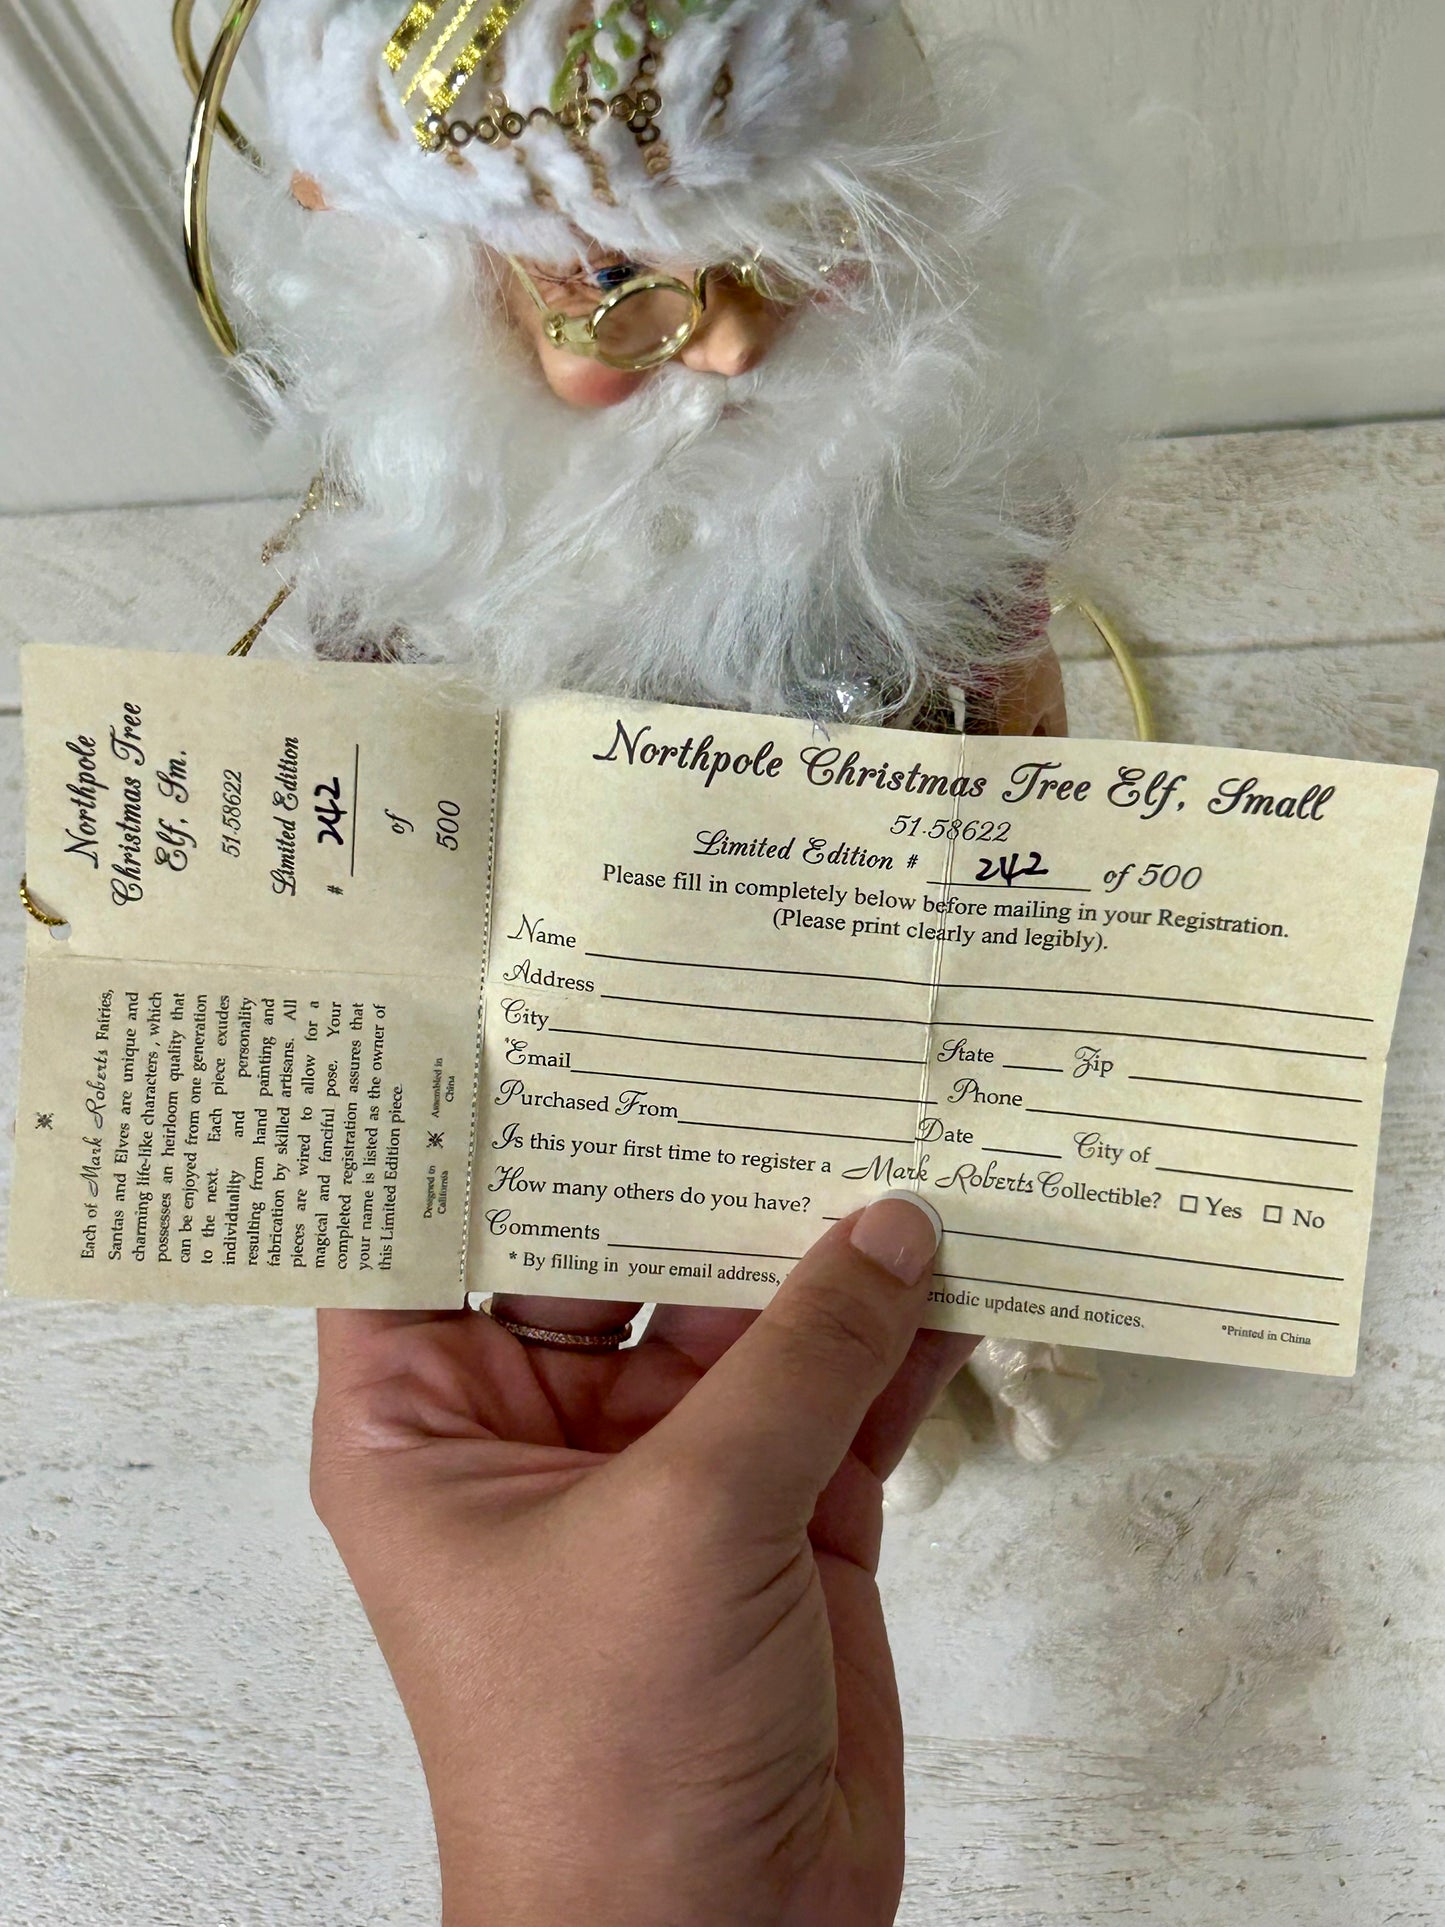 Northpole
Christmas Tree
Elf, Sm.
51-58622
Limited Edition
# 242
of
500
Each of Mark Roberts Fairies,
Santas and Elves are unique and
charming life-like characters , which
possesses an heirloom quality that
can be enjoyed from one generation
to the next. Each piece exudes
individuality and personality
resulting from hand painting and
fabrication by skilled artisans. All
pieces are wired to allow for a
magical and fanciful pose. Your
completed registration assures that
your name is listed as the owner of
this Limited Edition piece.
Designed in
California
Assembled in
China
Northpole Christmas Tree Elf, Small
51-58622
Limited Edition # 242 of 500
Please fill in completely below before mailing in your Registration.
(Please print clearly and legibly).
Name
Address
City State Zip
*Email Phone
Purchased From Date City of
Is this your first time to register a Mark Roberts Collectible? □ Yes □ No
How many others do you have?
Comments
* By filling in your email address, periodic updates and notices.
*Printed in China